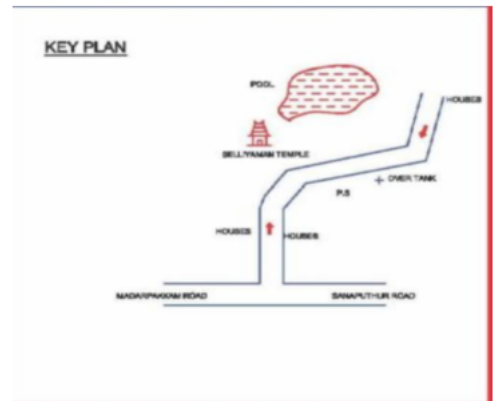 KEY PLAN
POOL
HOUSES
SELLIYAMAN TEMPLE
OVER TANK
P.S
HOUSES
HOUSES
MADARPAKKAM ROAD
SANAPUTHUR ROAD